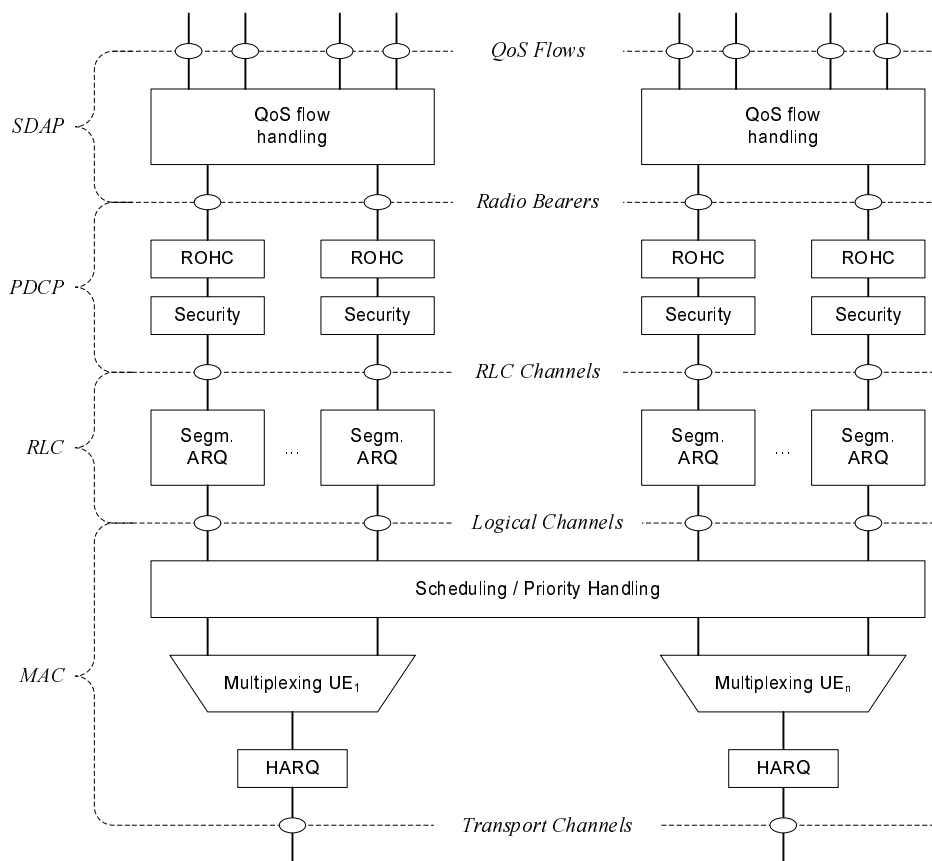 QoS Flows
SDAP
QoS flow
handling
QoS flow
handling
Radio Bearers
PDCP
ROHC
ROHC
ROHC
ROHC
Security
Security
Security
Security
RLC Channels
RLC
Segm.
ARQ
...
Segm.
ARQ
Segm.
ARQ
...
Segm.
ARQ
Logical Channels
MAC
Scheduling / Priority Handling
Multiplexing UE1
Multiplexing UEn
HARQ
HARQ
Transport Channels